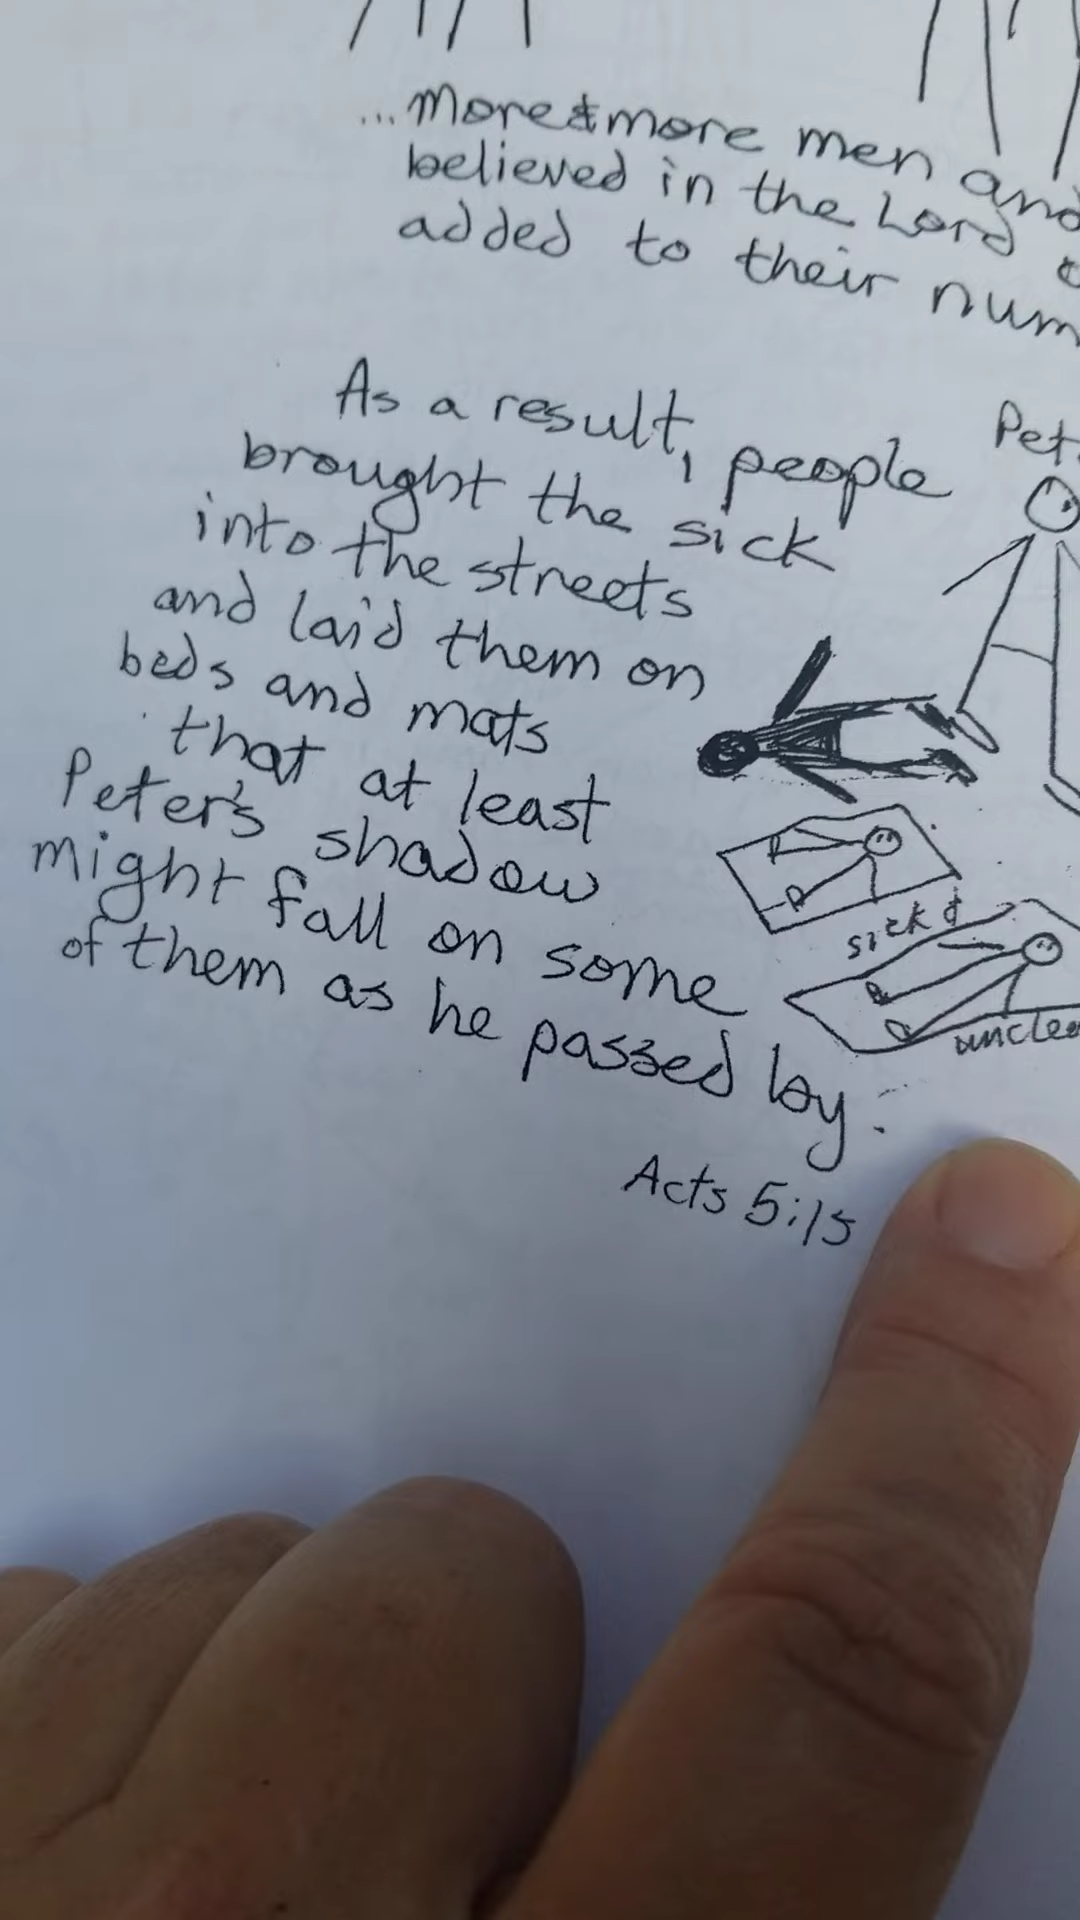 ...more & more men and
believed in the Lord
added to their num
As a result, people
brought the sick
into the streets
and laid them on
beds and mats
that at least
Peter's shadow
might fall on some
of them as he passed by.
Acts 5:15
Pet
sick &
unclea